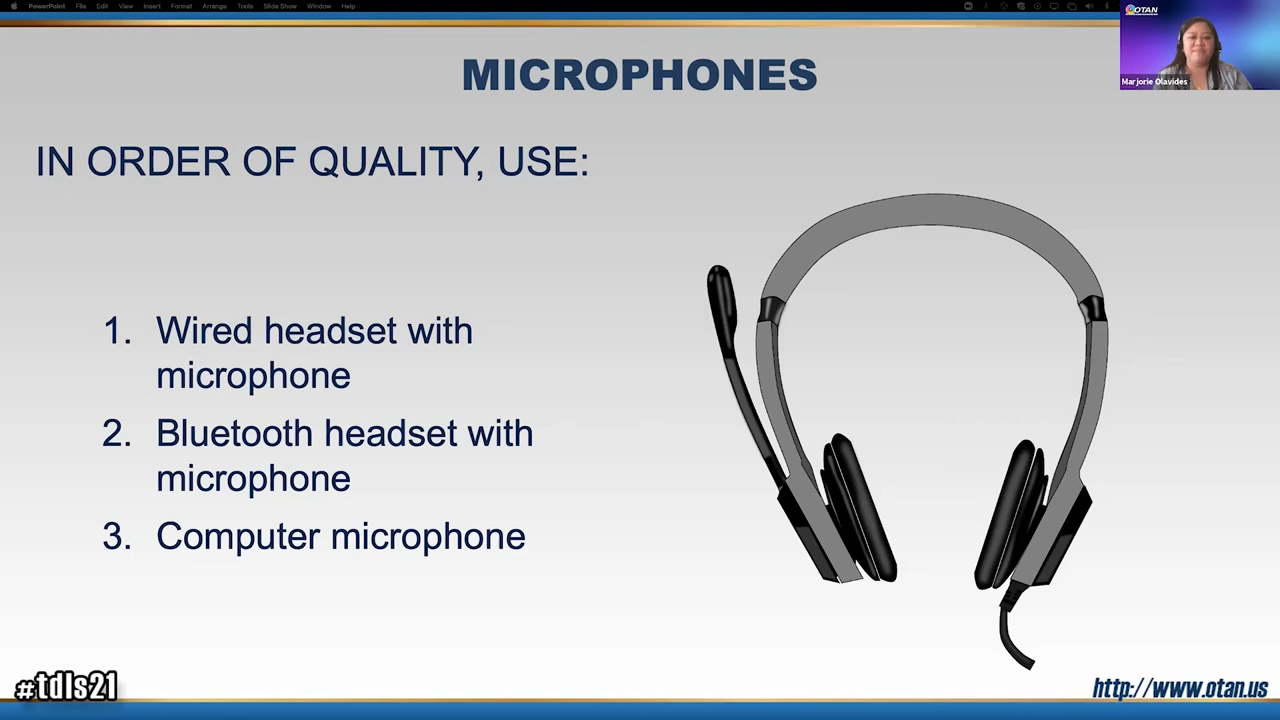 PowerPoint File Edit View Insert Format Arrange Tools Slide Show Window Help
OTAN
Marjorie Olavides
MICROPHONES
IN ORDER OF QUALITY, USE:
1. Wired headset with
microphone
2. Bluetooth headset with
microphone
3. Computer microphone
#tdls21
http://www.otan.us